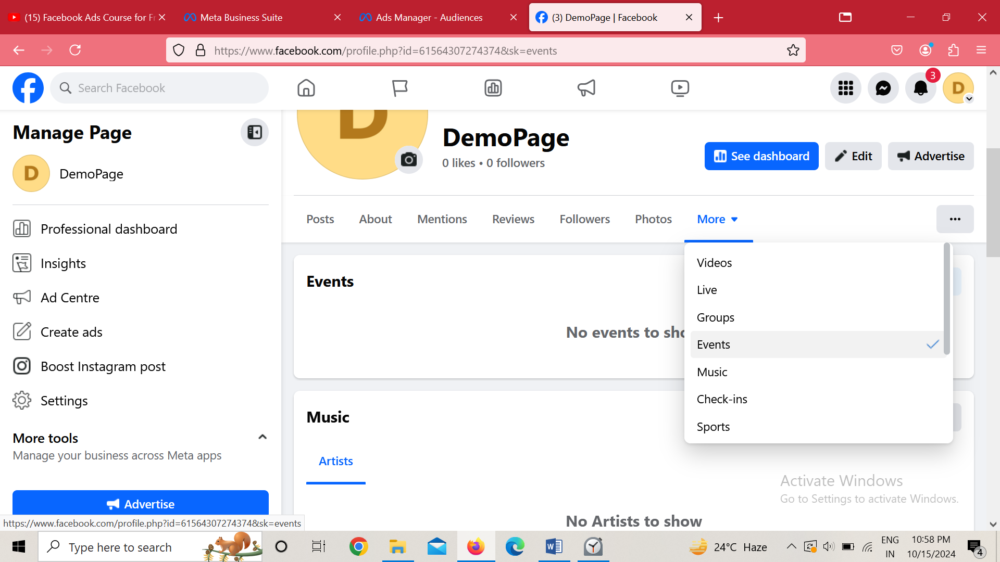 (15) Facebook Ads Course for Fr
Meta Business Suite
Ads Manager - Audiences
(3) DemoPage | Facebook
https://www.facebook.com/profile.php?id=61564307274374&sk=events
Search Facebook
3
D
Manage Page
D
DemoPage
Professional dashboard
Insights
Ad Centre
Create ads
Boost Instagram post
Settings
More tools
Manage your business across Meta apps
Advertise
https://www.facebook.com/profile.php?id=61564307274374&sk=events
D
DemoPage
0 likes • 0 followers
See dashboard
Edit
Advertise
Posts
About
Mentions
Reviews
Followers
Photos
More
Videos
Live
Groups
Events
Music
Check-ins
Sports
Events
No events to sho
Music
Artists
No Artists to show
Activate Windows
Go to Settings to activate Windows.
Type here to search
24°C Haze
ENG
IN
10:58 PM
10/15/2024
4